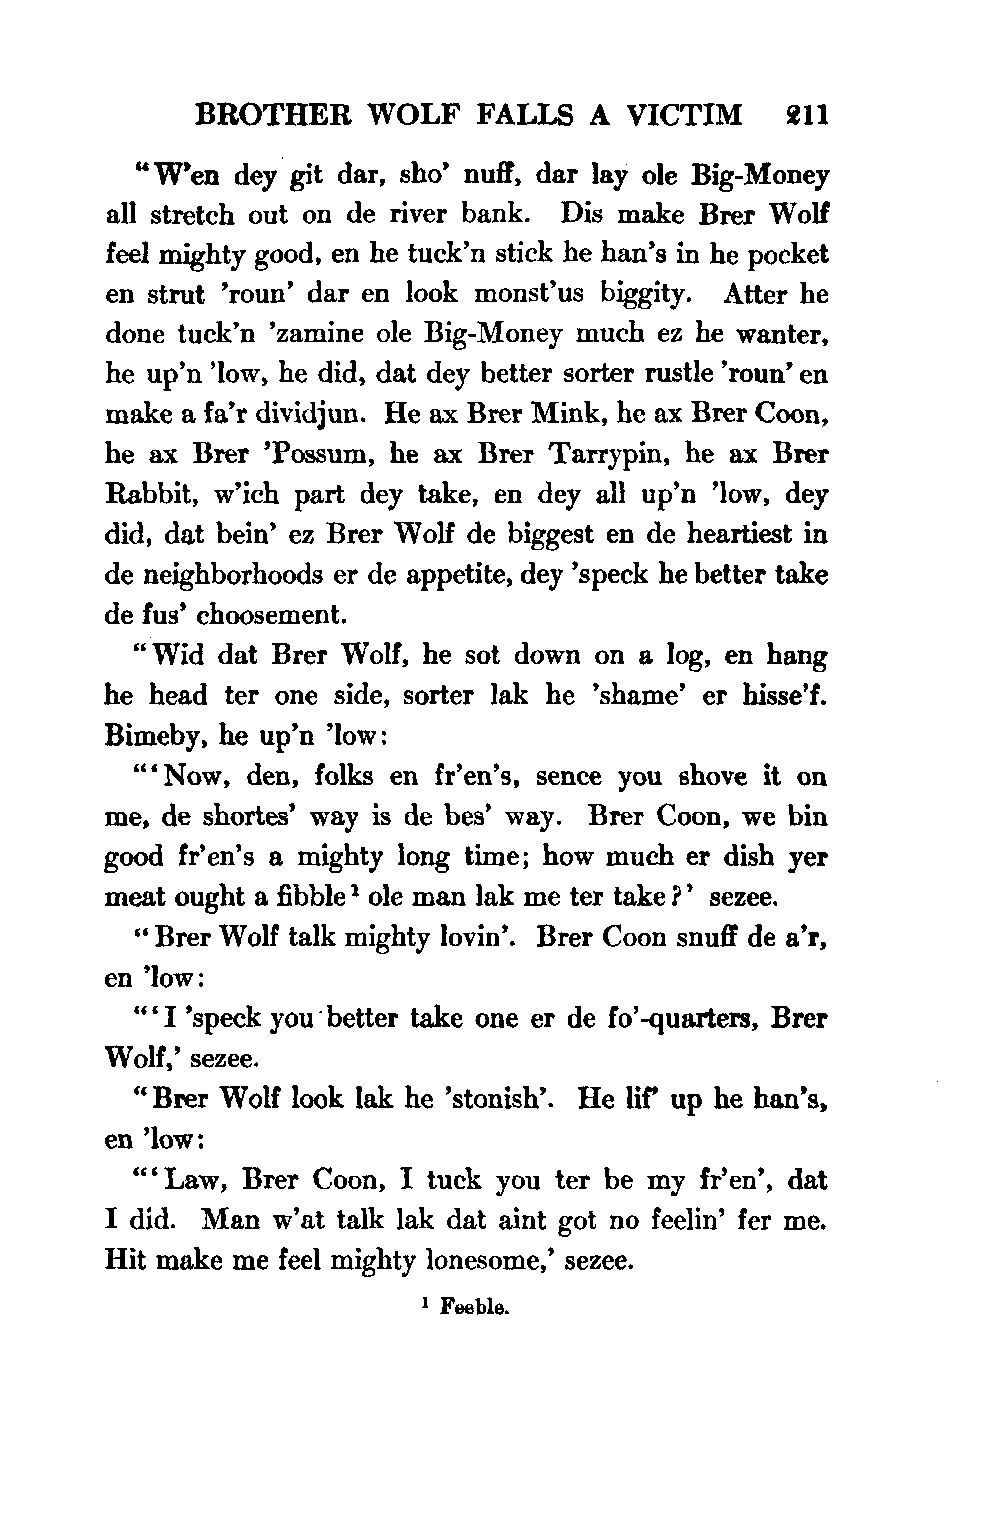 BROTHER WOLF FALLS A VICTIM 211
“W’en dey git dar, sho’ nuff, dar lay ole Big-Money
all stretch out on de river bank. Dis make Brer Wolf
feel mighty good, en he tuck’n stick he han’s in he pocket
en strut ’roun’ dar en look monst’us biggity. Atter he
done tuck’n ’zamine ole Big-Money much ez he wanter,
he up’n ’low, he did, dat dey better sorter rustle ’roun’ en
make a fa’r dividjun. He ax Brer Mink, he ax Brer Coon,
he ax Brer ’Possum, he ax Brer Tarrypin, he ax Brer
Rabbit, w’ich part dey take, en dey all up’n ’low, dey
did, dat bein’ ez Brer Wolf de biggest en de heartiest in
de neighborhoods er de appetite, dey ’speck he better take
de fus’ choosement.
“Wid dat Brer Wolf, he sot down on a log, en hang
he head ter one side, sorter lak he ’shame’ er hisse’f.
Bimeby, he up’n ’low:
“‘Now, den, folks en fr’en’s, sence you shove it on
me, de shortes’ way is de bes’ way. Brer Coon, we bin
good fr’en’s a mighty long time; how much er dish yer
meat ought a fibble¹ ole man lak me ter take?’ sezee.
“Brer Wolf talk mighty lovin’. Brer Coon snuff de a’r,
en ’low:
“‘I ’speck you better take one er de fo’-quarters, Brer
Wolf,’ sezee.
“Brer Wolf look lak he ’stonish’. He lif’ up he han’s,
en ’low:
“‘Law, Brer Coon, I tuck you ter be my fr’en’, dat
I did. Man w’at talk lak dat aint got no feelin’ fer me.
Hit make me feel mighty lonesome,’ sezee.
¹ Feeble.